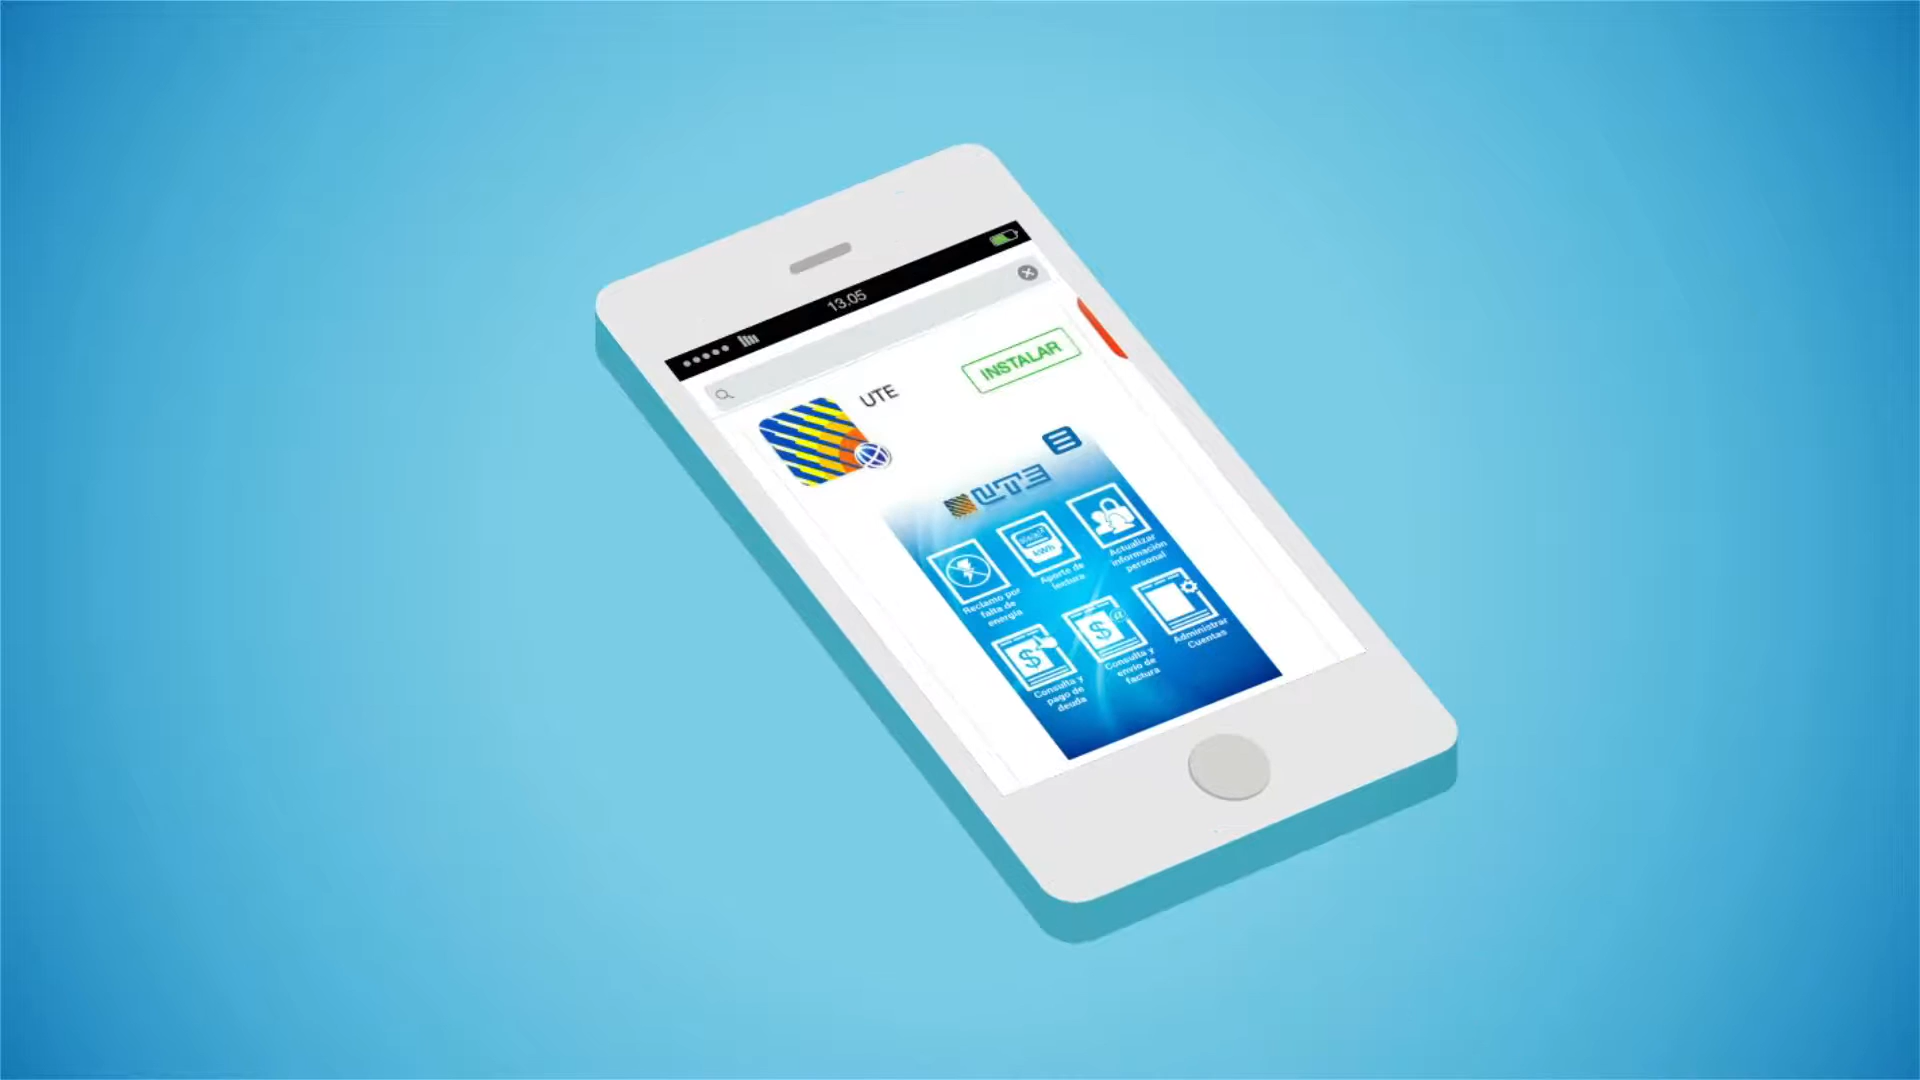 13.05
UTE
INSTALAR
UTE
Reclamo por
falta de
energía
Aporte de
lectura
kWh
Actualizar
información
personal
$
Consulta y
pago de
deuda
$ @
Consulta y
envío de
factura
Administrar
Cuentas